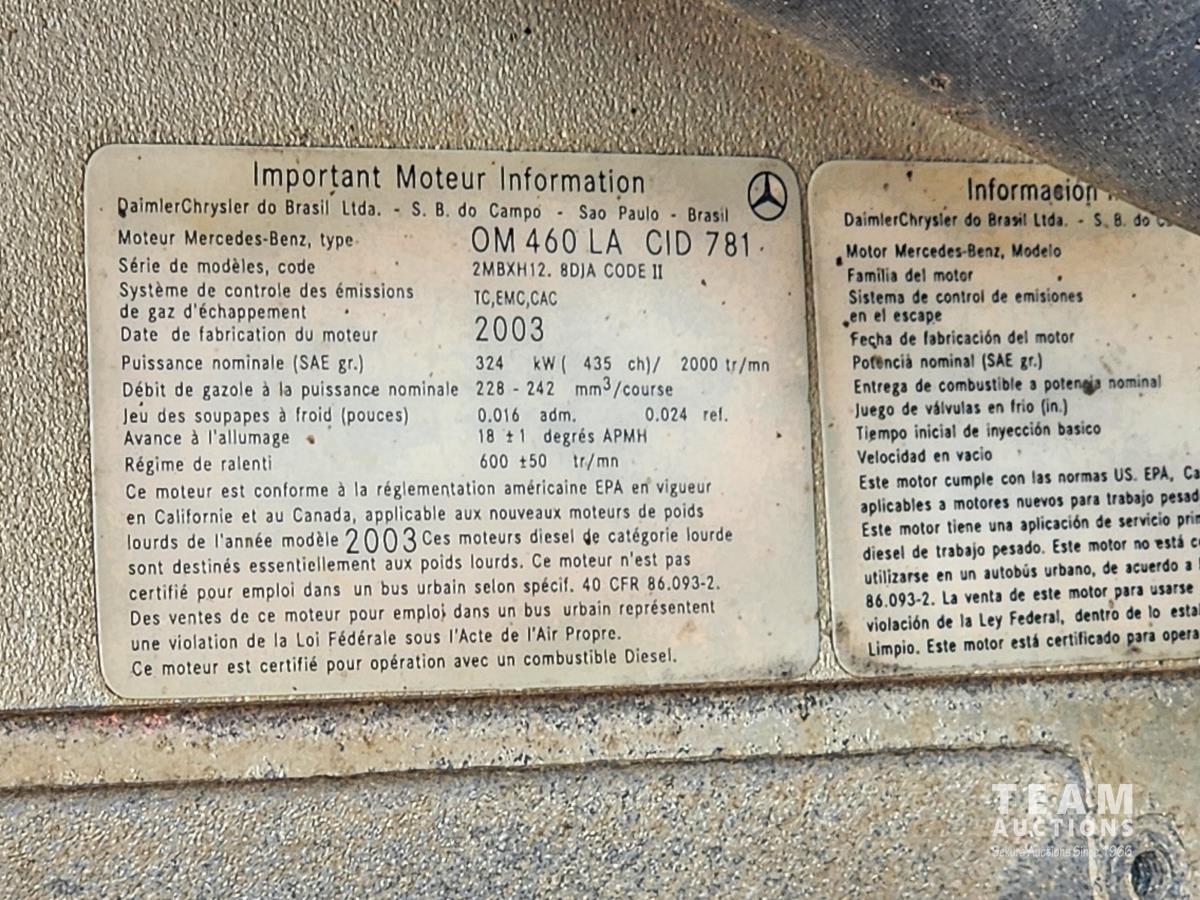 Important Moteur Information
DaimlerChrysler do Brasil Ltda. - S. B. do Campo - Sao Paulo - Brasil
Moteur Mercedes-Benz, type OM 460 LA CID 781
Série de modèles, code 2MBXH12. 8DJA CODE II
Système de controle des émissions
de gaz d'échappement TC,EMC,CAC
Date de fabrication du moteur 2003
Puissance nominale (SAE gr.) 324 kW ( 435 ch)/ 2000 tr/mn
Débit de gazole à la puissance nominale 228 - 242 mm³/course
Jeu des soupapes à froid (pouces) 0.016 adm. 0.024 ref.
Avance à l'allumage 18 ±1 degrés APMH
Régime de ralenti 600 ±50 tr/mn
Ce moteur est conforme à la réglementation américaine EPA en vigueur
en Californie et au Canada, applicable aux nouveaux moteurs de poids
lourds de l'année modèle 2003 Ces moteurs diesel de catégorie lourde
sont destinés essentiellement aux poids lourds. Ce moteur n'est pas
certifié pour emploi dans un bus urbain selon spécif. 40 CFR 86.093-2.
Des ventes de ce moteur pour emploi dans un bus urbain représentent
une violation de la Loi Fédérale sous l'Acte de l'Air Propre.
Ce moteur est certifié pour opération avec un combustible Diesel.
Información
DaimlerChrysler do Brasil Ltda. - S. B. do
Motor Mercedes-Benz, Modelo
Familia del motor
Sistema de control de emisiones
en el escape
Fecha de fabricación del motor
Potencia nominal (SAE gr.)
Entrega de combustible a potencia nominal
Juego de válvulas en frio (in.)
Tiempo inicial de inyección basico
Velocidad en vacio
Este motor cumple con las normas US. EPA, Ca
aplicables a motores nuevos para trabajo pesad
Este motor tiene una aplicación de servicio prin
diesel de trabajo pesado. Este motor no está c
utilizarse en un autobús urbano, de acuerdo a
86.093-2. La venta de este motor para usarse
violación de la Ley Federal, dentro de lo esta
Limpio. Este motor está certificado para opera
TEAM
AUCTIONS
Auctions Since 1966